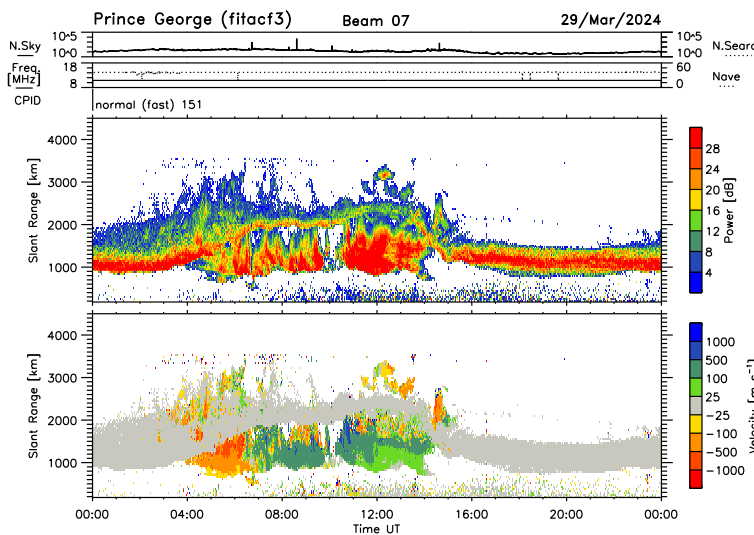 Prince George (fitacf3) Beam 07 29/Mar/2024
N.Sky 10^5 10^0 10^5 10^0 N.Sear
Freq. [MHz] 18 8 60 0 Nave
CPID normal (fast) 151
Slant Range [km] 4000 3000 2000 1000
Power [dB] 28 24 20 16 12 8 4
Slant Range [km] 4000 3000 2000 1000
Velocity [m s^-1] 1000 500 100 25 -25 -100 -500 -1000
00:00 04:00 08:00 12:00 16:00 20:00 00:00
Time UT